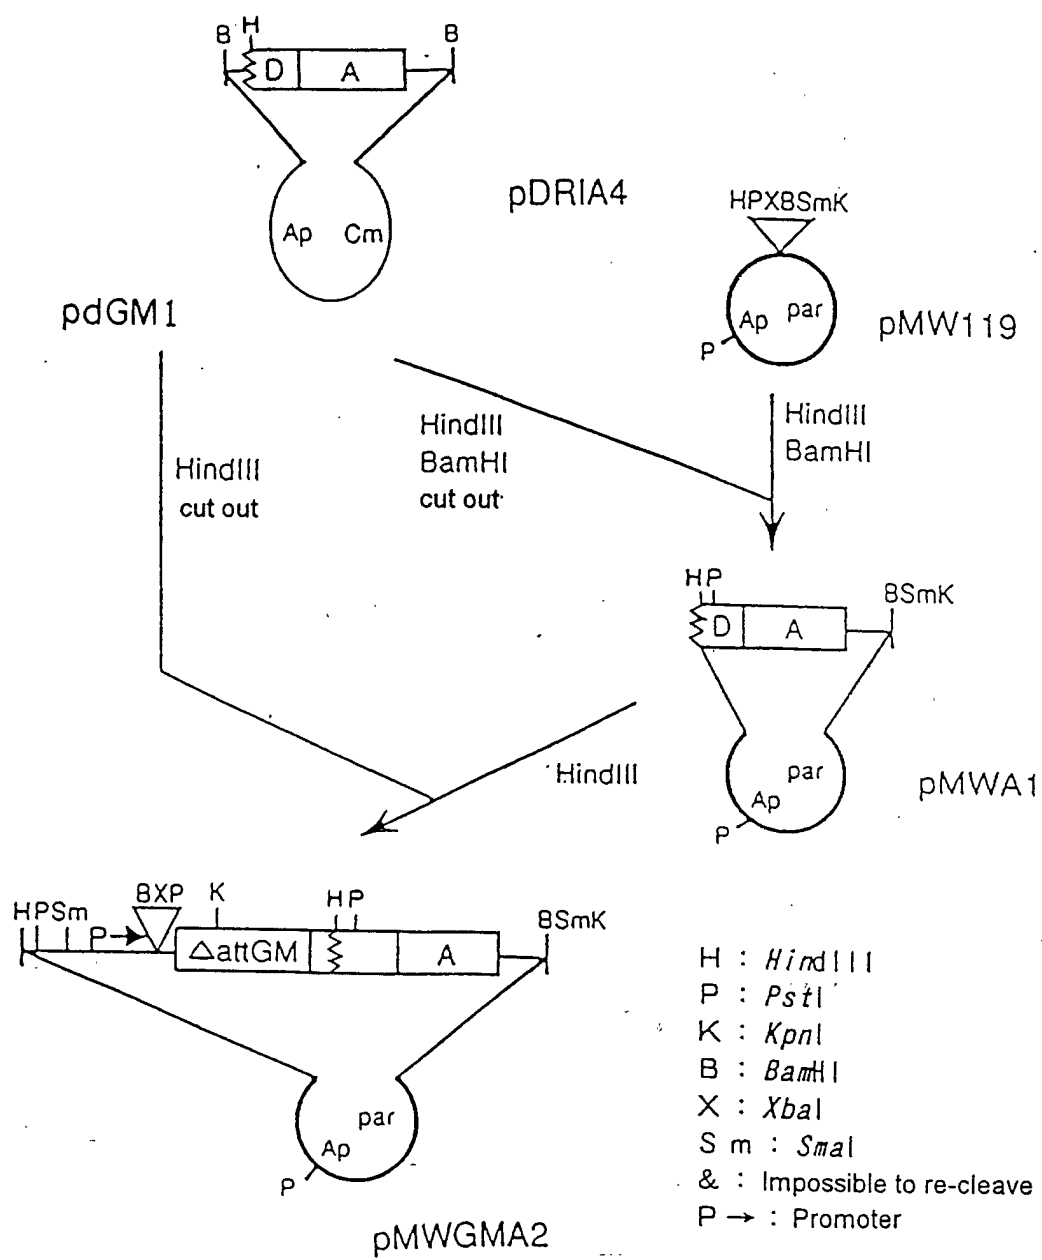 B H B
D A
pDRIA4
HPXBSmK
Ap Cm
pdGM1
Ap par
P
pMW119
HindIII
BamHI
cut out
HindIII
BamHI
HindIII
cut out
HP
BSmK
D A
HindIII
par
Ap
P
pMWA1
HPSm P→ BXP K HP BSmK
ΔattGM A
par
Ap
P
pMWGMA2
H : HindIII
P : PstI
K : KpnI
B : BamHI
X : XbaI
Sm : SmaI
& : Impossible to re-cleave
P → : Promoter